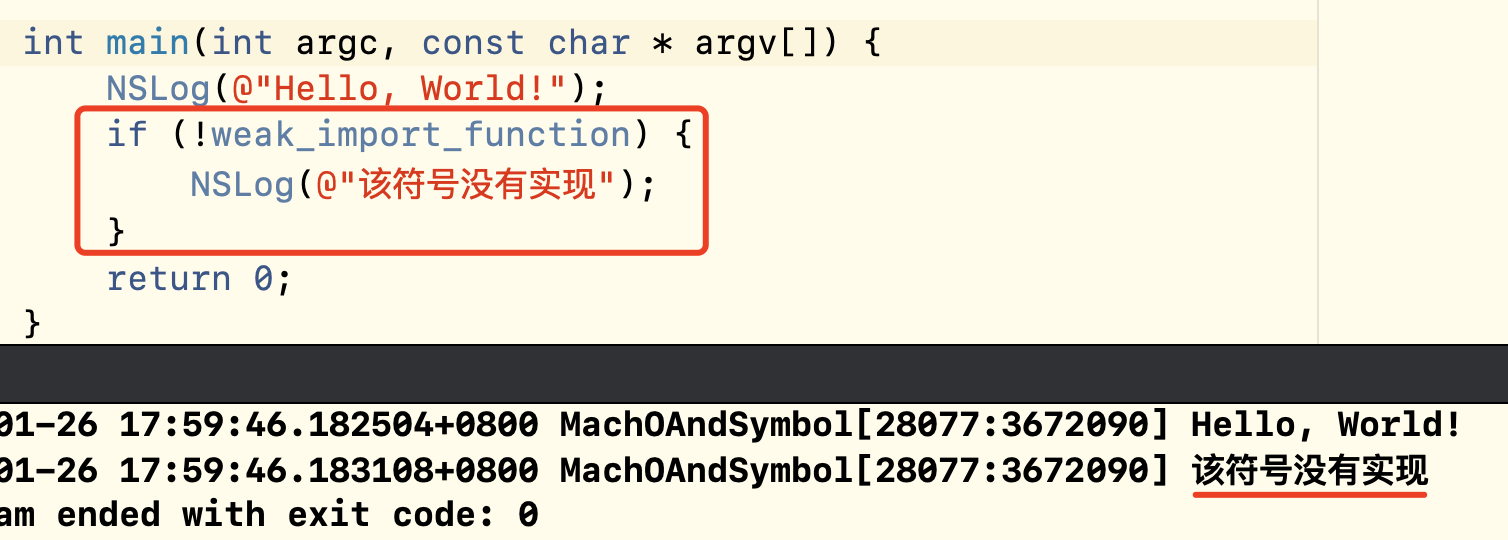 int main(int argc, const char * argv[]) {
NSLog(@"Hello, World!");
if (!weak_import_function) {
NSLog(@"该符号没有实现");
}
return 0;
}
01-26 17:59:46.182504+0800 MachOAndSymbol[28077:3672090] Hello, World!
01-26 17:59:46.183108+0800 MachOAndSymbol[28077:3672090] 该符号没有实现
am ended with exit code: 0